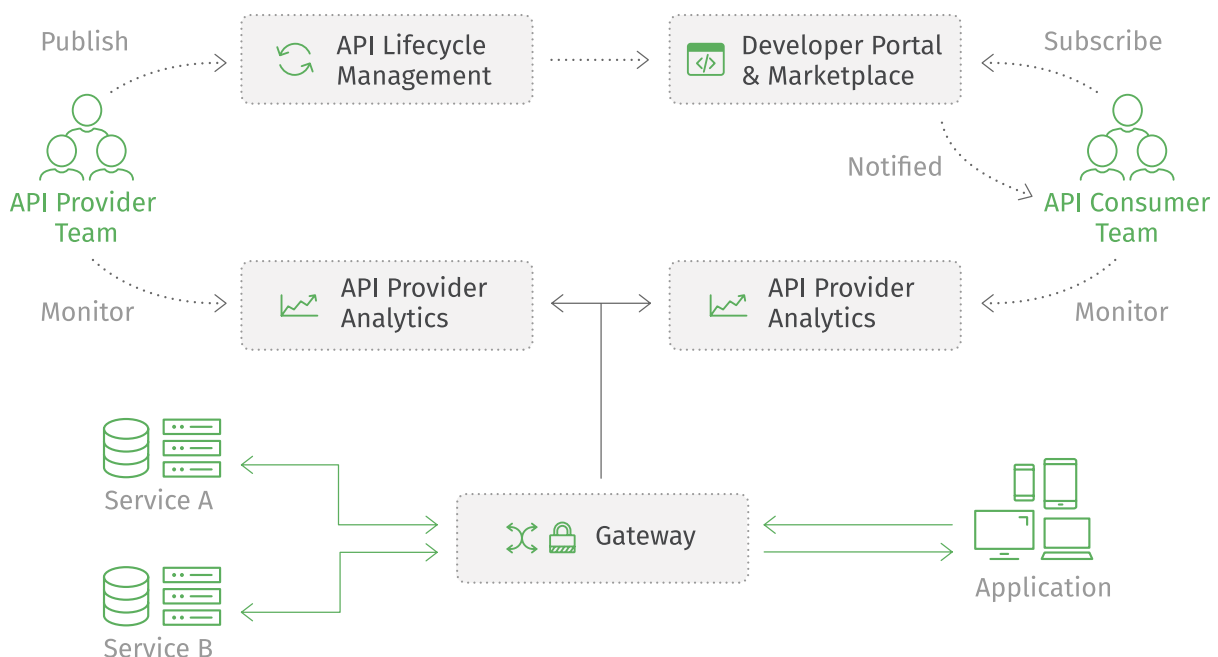 Publish
API Lifecycle
Management
Developer Portal
& Marketplace
Subscribe
Notified
API Provider
Team
API Consumer
Team
Monitor
API Provider
Analytics
API Provider
Analytics
Monitor
Service A
Gateway
Application
Service B